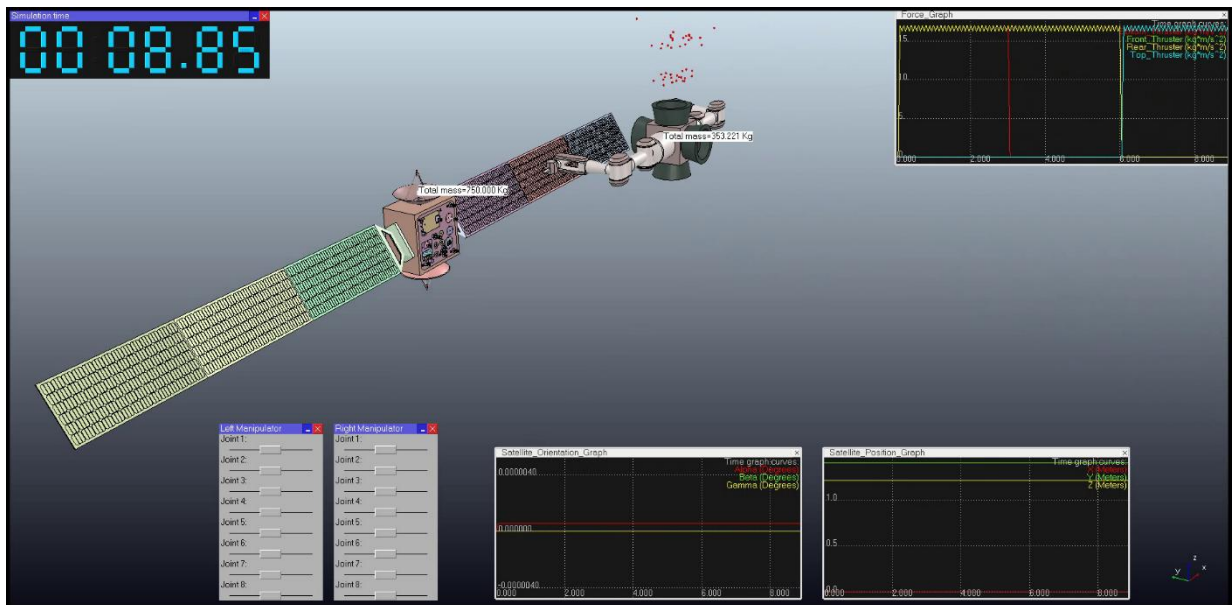 Simulation time
00 08.85
Total mass=750.000 Kg
Total mass=353.221 Kg
Force_Graph
Time graph curves:
Front_Thruster (kg*m/s^2)
Rear_Thruster (kg*m/s^2)
Top_Thruster (kg*m/s^2)
15.
10.
5.
0.000
2.000
4.000
6.000
8.000
Left Manipulator
Joint 1:
Joint 2:
Joint 3:
Joint 4:
Joint 5:
Joint 6:
Joint 7:
Joint 8:
Right Manipulator
Joint 1:
Joint 2:
Joint 3:
Joint 4:
Joint 5:
Joint 6:
Joint 7:
Joint 8:
Satellite_Orientation_Graph
Time graph curves:
Alpha (Degrees)
Beta (Degrees)
Gamma (Degrees)
0.0000040
0.000000
-0.0000040
0.000
2.000
4.000
6.000
8.000
Satellite_Position_Graph
Time graph curves:
X (Meters)
Y (Meters)
Z (Meters)
1.0
0.5
0.0
0.000
2.000
4.000
6.000
8.000
z
y
x